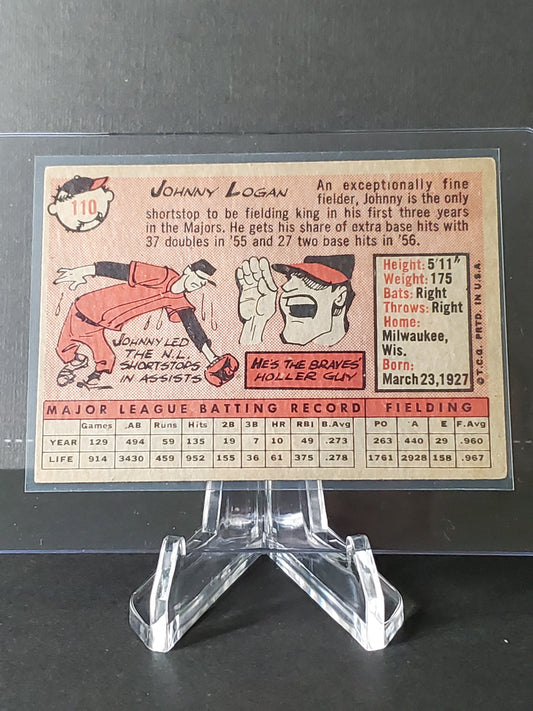 110
JOHNNY LOGAN
An exceptionally fine
fielder, Johnny is the only
shortstop to be fielding king in his first three years
in the Majors. He gets his share of extra base hits with
37 doubles in '55 and 27 two base hits in '56.
JOHNNY LED
THE N.L.
SHORTSTOPS
IN ASSISTS
HE'S THE BRAVES'
HOLLER GUY
Height: 5'11"
Weight: 175
Bats: Right
Throws: Right
Home:
Milwaukee,
Wis.
Born:
March 23, 1927
© T.C.G. PRTD. IN U.S.A.
MAJOR LEAGUE BATTING RECORD FIELDING
Games AB Runs Hits 2B 3B HR RBI B.Avg PO A E F.Avg
YEAR 129 494 59 135 19 7 10 49 .273 263 440 29 .960
LIFE 914 3430 459 952 155 36 61 375 .278 1761 2928 158 .967